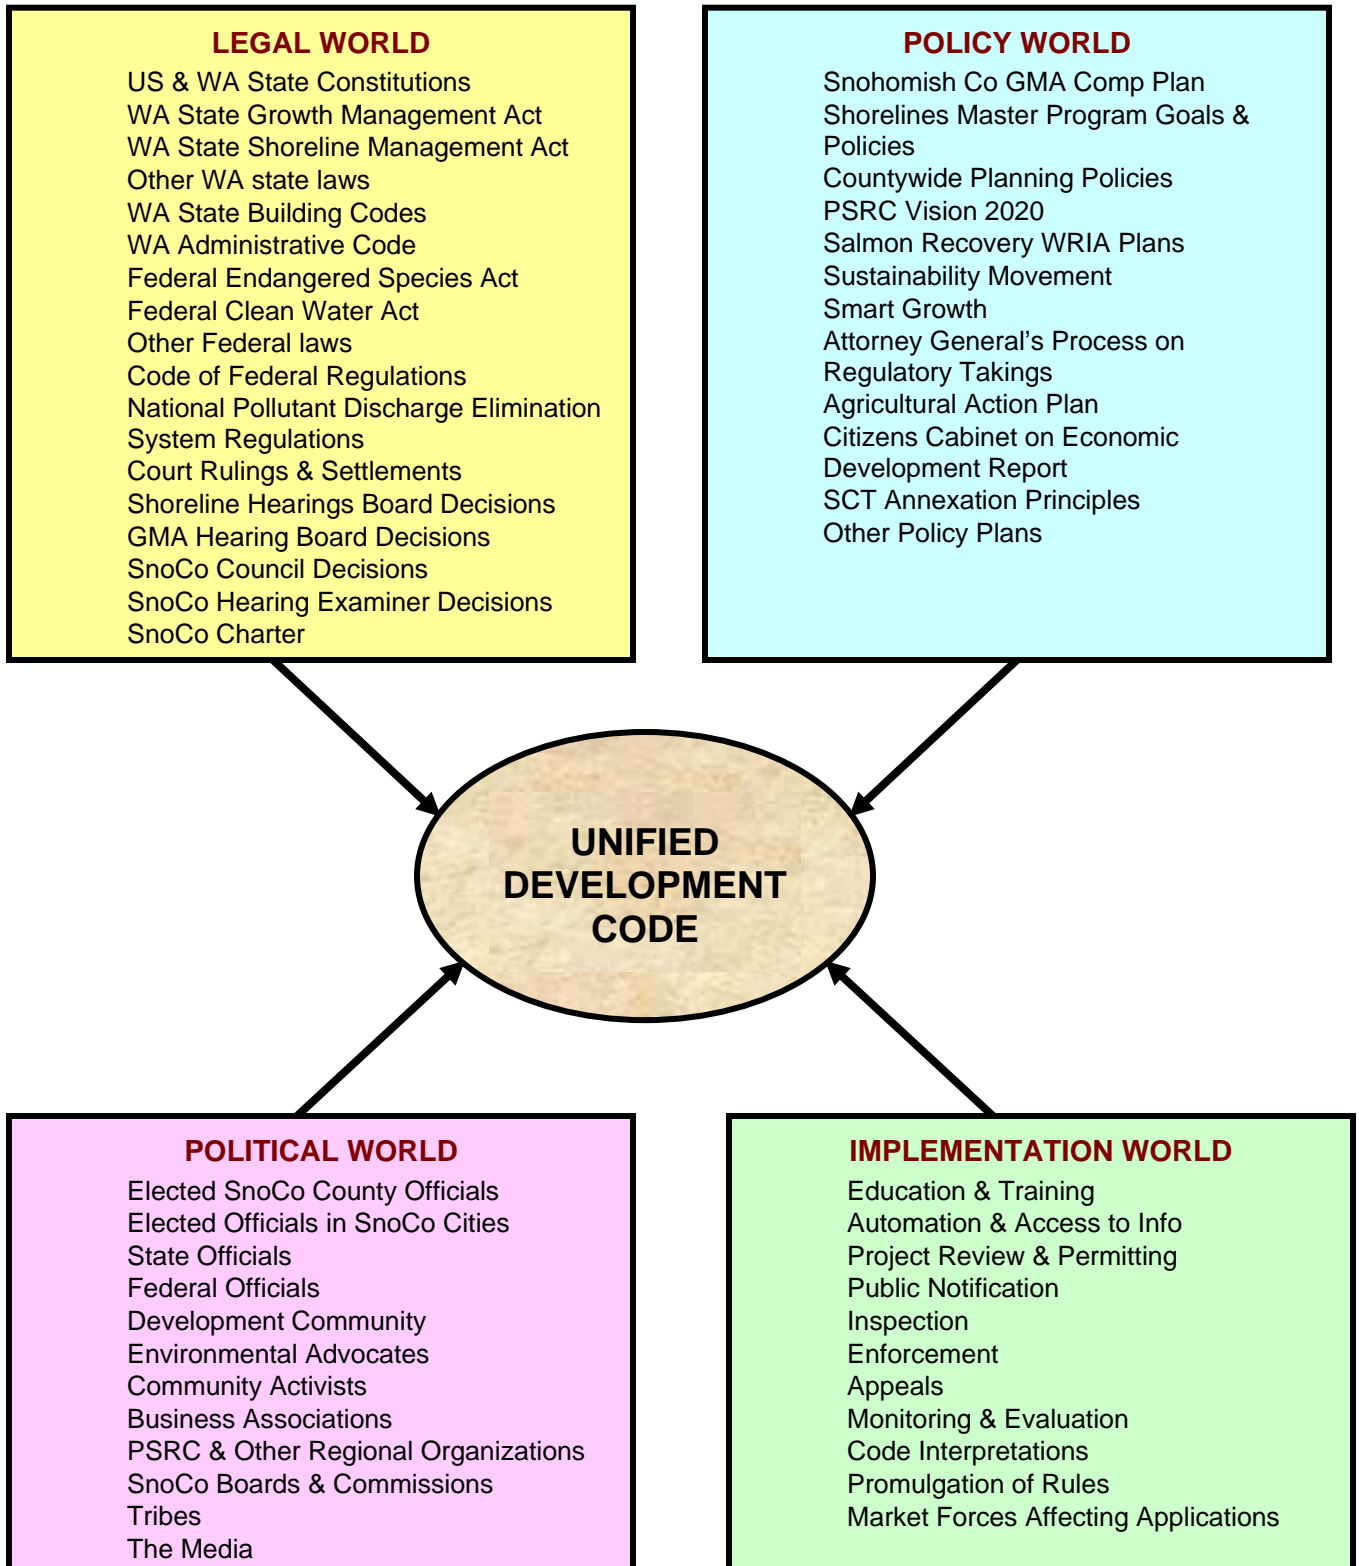 LEGAL WORLD
US & WA State Constitutions
WA State Growth Management Act
WA State Shoreline Management Act
Other WA state laws
WA State Building Codes
WA Administrative Code
Federal Endangered Species Act
Federal Clean Water Act
Other Federal laws
Code of Federal Regulations
National Pollutant Discharge Elimination
System Regulations
Court Rulings & Settlements
Shoreline Hearings Board Decisions
GMA Hearing Board Decisions
SnoCo Council Decisions
SnoCo Hearing Examiner Decisions
SnoCo Charter
POLICY WORLD
Snohomish Co GMA Comp Plan
Shorelines Master Program Goals &
Policies
Countywide Planning Policies
PSRC Vision 2020
Salmon Recovery WRIA Plans
Sustainability Movement
Smart Growth
Attorney General’s Process on
Regulatory Takings
Agricultural Action Plan
Citizens Cabinet on Economic
Development Report
SCT Annexation Principles
Other Policy Plans
UNIFIED
DEVELOPMENT
CODE
POLITICAL WORLD
Elected SnoCo County Officials
Elected Officials in SnoCo Cities
State Officials
Federal Officials
Development Community
Environmental Advocates
Community Activists
Business Associations
PSRC & Other Regional Organizations
SnoCo Boards & Commissions
Tribes
The Media
IMPLEMENTATION WORLD
Education & Training
Automation & Access to Info
Project Review & Permitting
Public Notification
Inspection
Enforcement
Appeals
Monitoring & Evaluation
Code Interpretations
Promulgation of Rules
Market Forces Affecting Applications